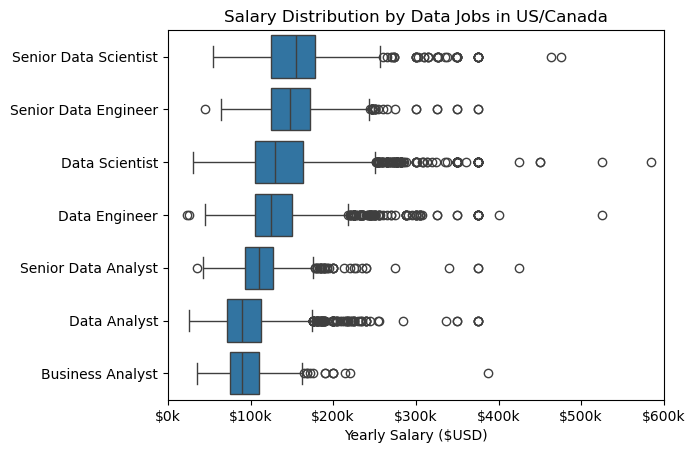 Salary Distribution by Data Jobs in US/Canada
Senior Data Scientist
Senior Data Engineer
Data Scientist
Data Engineer
Senior Data Analyst
Data Analyst
Business Analyst
$0k $100k $200k $300k $400k $500k $600k
Yearly Salary ($USD)